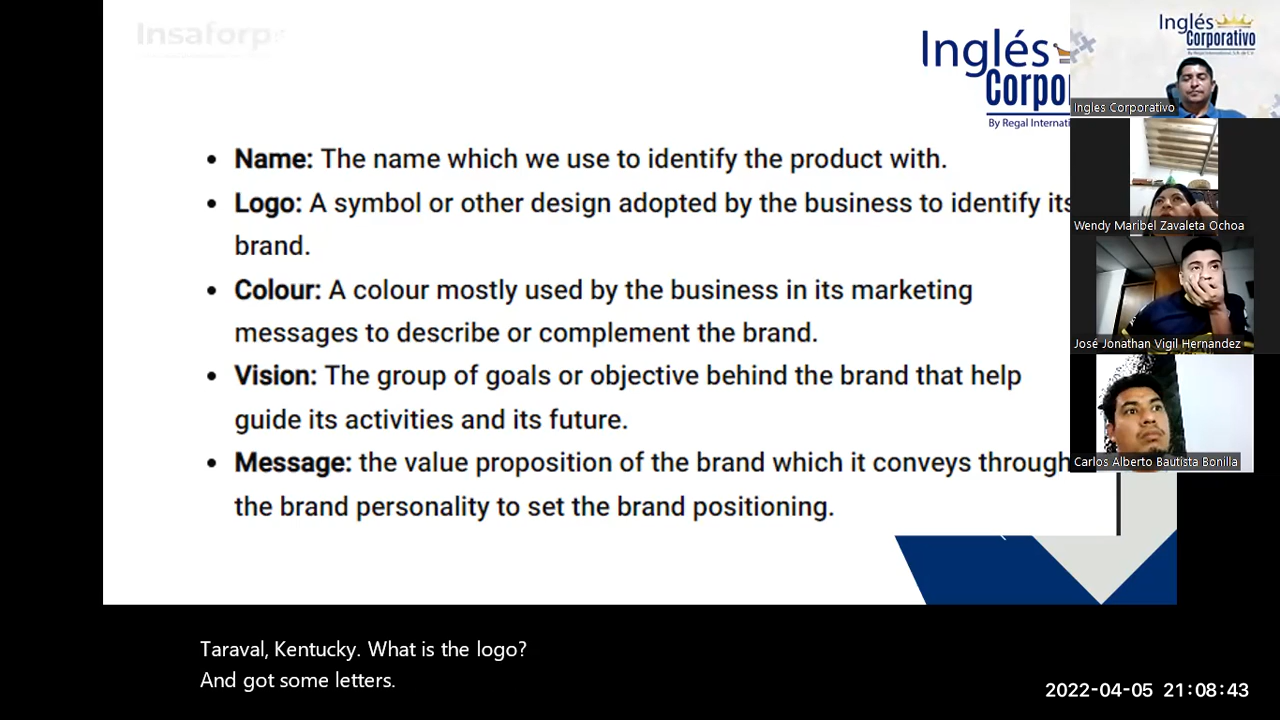 Insaforp
Inglés
Corpo
By Regal Internati
• Name: The name which we use to identify the product with.
• Logo: A symbol or other design adopted by the business to identify its
brand.
• Colour: A colour mostly used by the business in its marketing
messages to describe or complement the brand.
• Vision: The group of goals or objective behind the brand that help
guide its activities and its future.
• Message: the value proposition of the brand which it conveys through
the brand personality to set the brand positioning.
Inglés
Corporativo
By Regal International, S.A. de C.V.
Ingles Corporativo
Wendy Maribel Zavaleta Ochoa
José Jonathan Vigil Hernandez
Carlos Alberto Bautista Bonilla
Taraval, Kentucky. What is the logo?
And got some letters.
2022-04-05 21:08:43